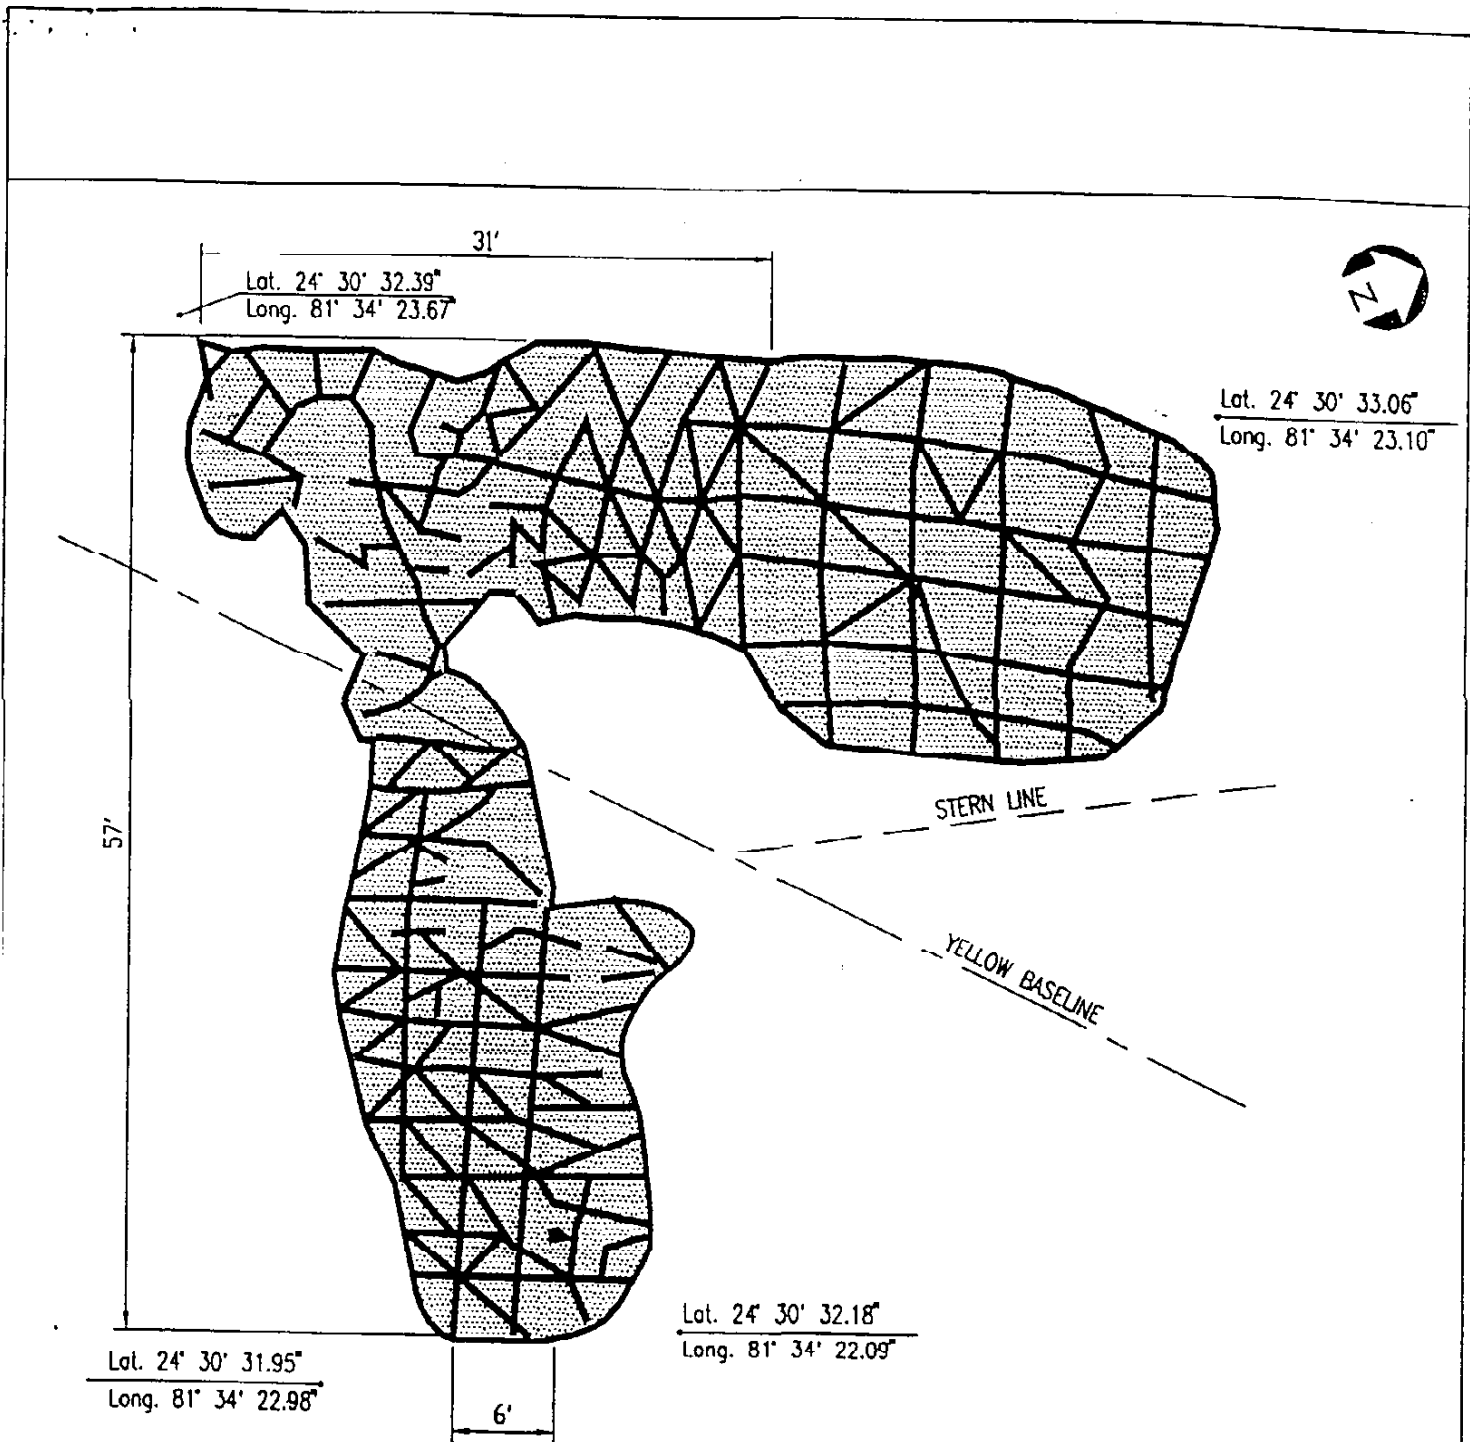 31'
Lat. 24° 30' 32.39"
Long. 81° 34' 23.67"
N
Lat. 24° 30' 33.06"
Long. 81° 34' 23.10"
57'
STERN LINE
YELLOW BASELINE
Lat. 24° 30' 32.18"
Long. 81° 34' 22.09"
Lat. 24° 30' 31.95"
Long. 81° 34' 22.98"
6'